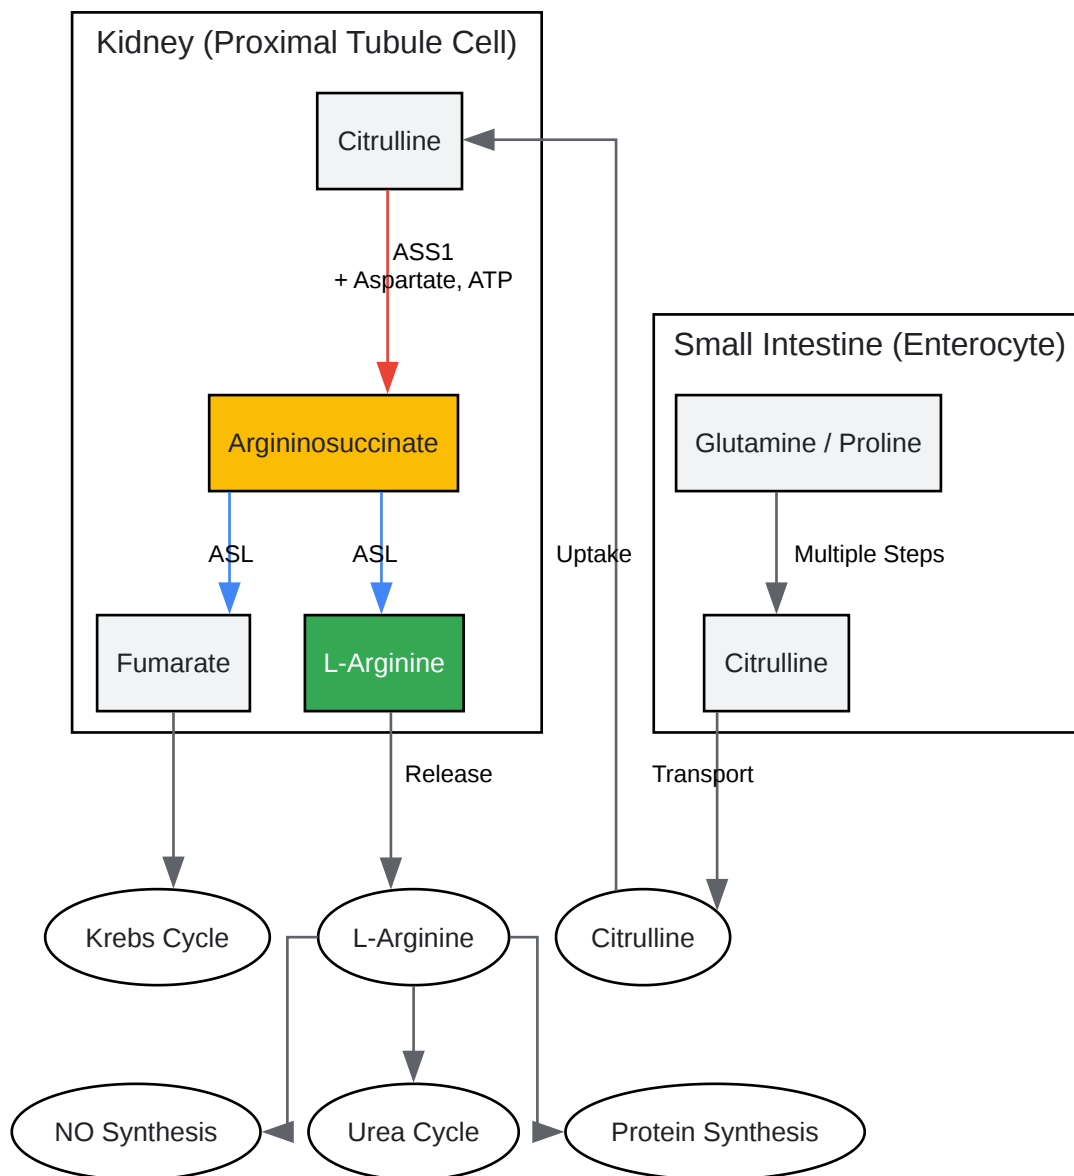 Kidney (Proximal Tubule Cell)
Citrulline
ASS1
+ Aspartate, ATP
Small Intestine (Enterocyte)
Argininosuccinate
Glutamine / Proline
ASL
ASL
Uptake
Multiple Steps
Fumarate
L-Arginine
Citrulline
Release
Transport
Krebs Cycle
L-Arginine
Citrulline
NO Synthesis
Urea Cycle
Protein Synthesis